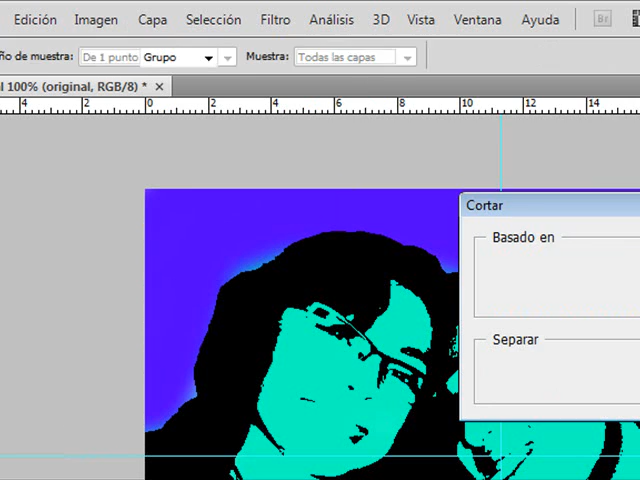 Edición Imagen Capa Selección Filtro Análisis 3D Vista Ventana Ayuda Br
ño de muestra: De 1 punto Grupo Muestra: Todas las capas
l 100% (original, RGB/8) * ×
4 2 0 2 4 6 8 10 12 14
Cortar
Basado en
Separar